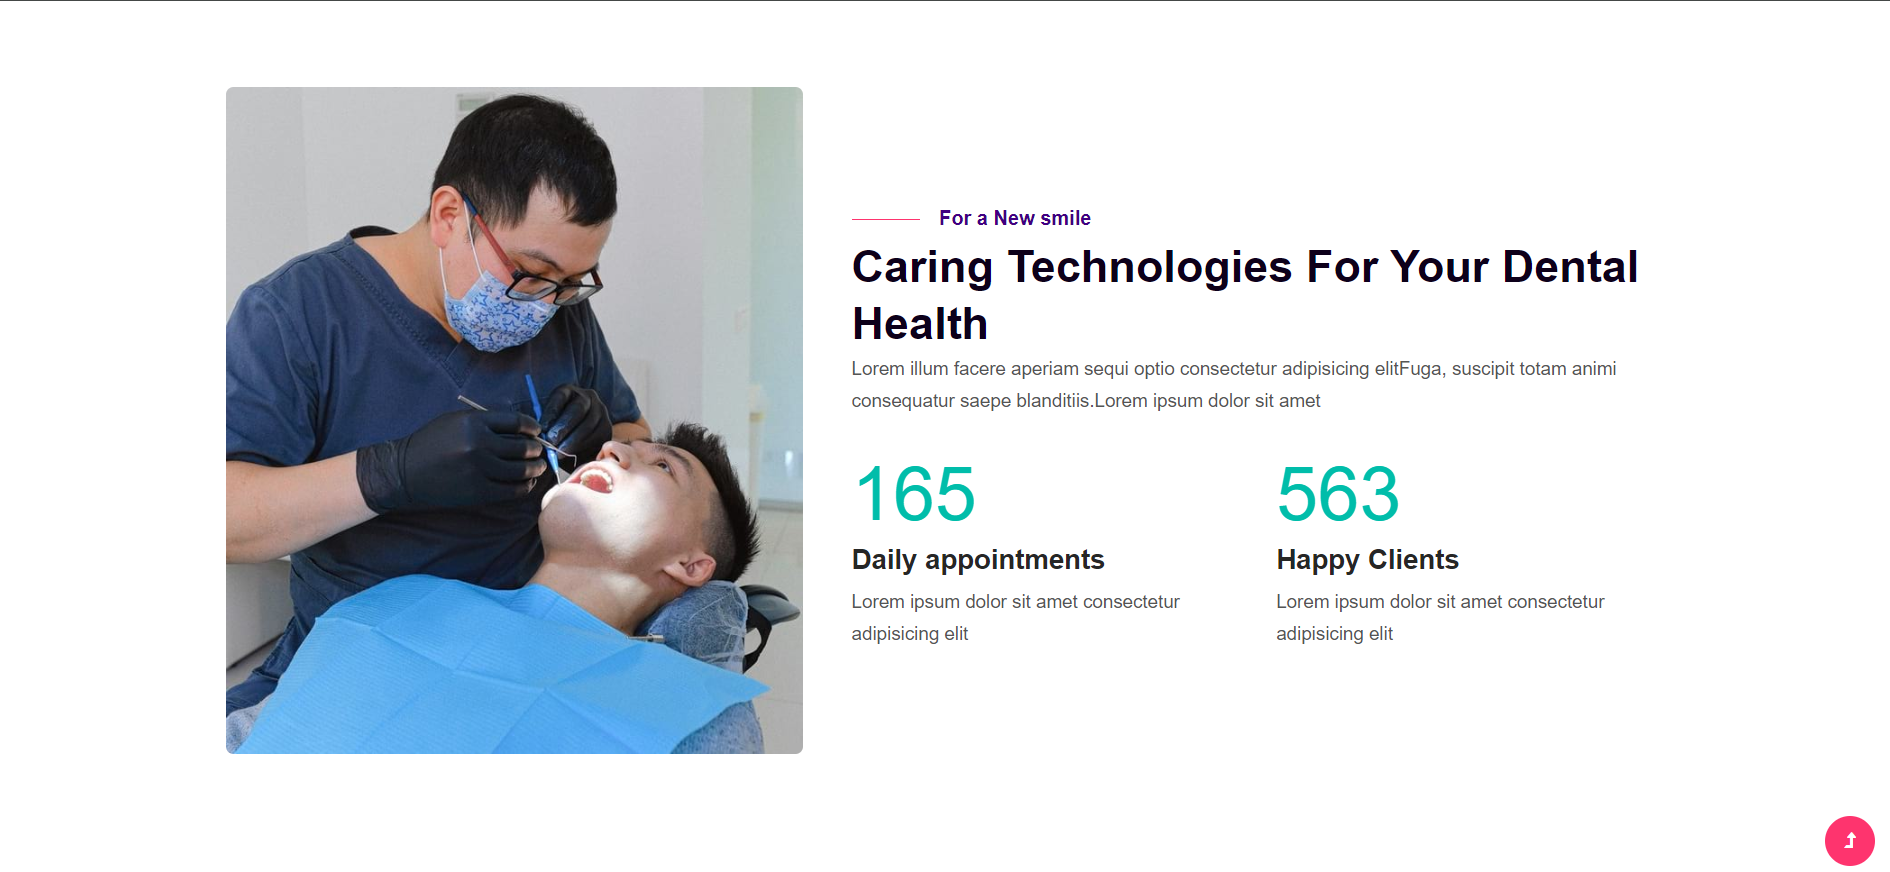 For a New smile
Caring Technologies For Your Dental
Health
Lorem illum facere aperiam sequi optio consectetur adipisicing elitFuga, suscipit totam animi
consequatur saepe blanditiis.Lorem ipsum dolor sit amet
165
563
Daily appointments
Happy Clients
Lorem ipsum dolor sit amet consectetur
adipisicing elit
Lorem ipsum dolor sit amet consectetur
adipisicing elit